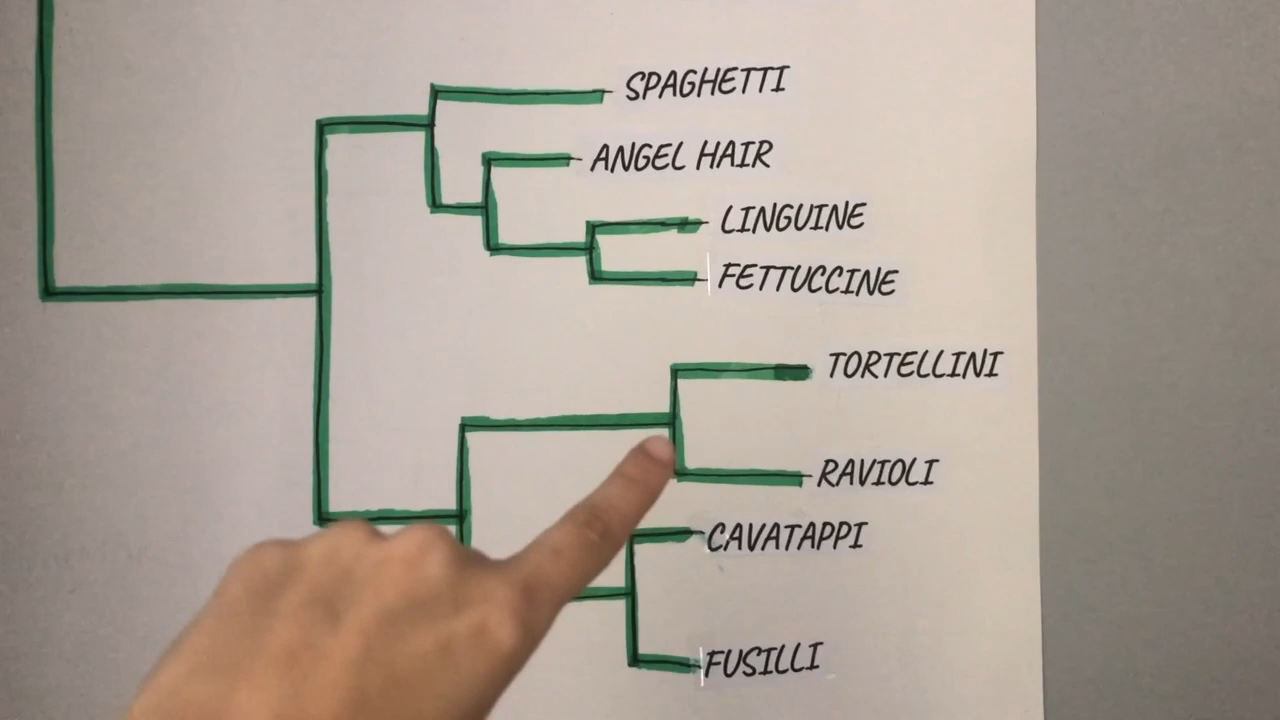 SPAGHETTI
ANGEL HAIR
LINGUINE
FETTUCCINE
TORTELLINI
RAVIOLI
CAVATAPPI
FUSILLI